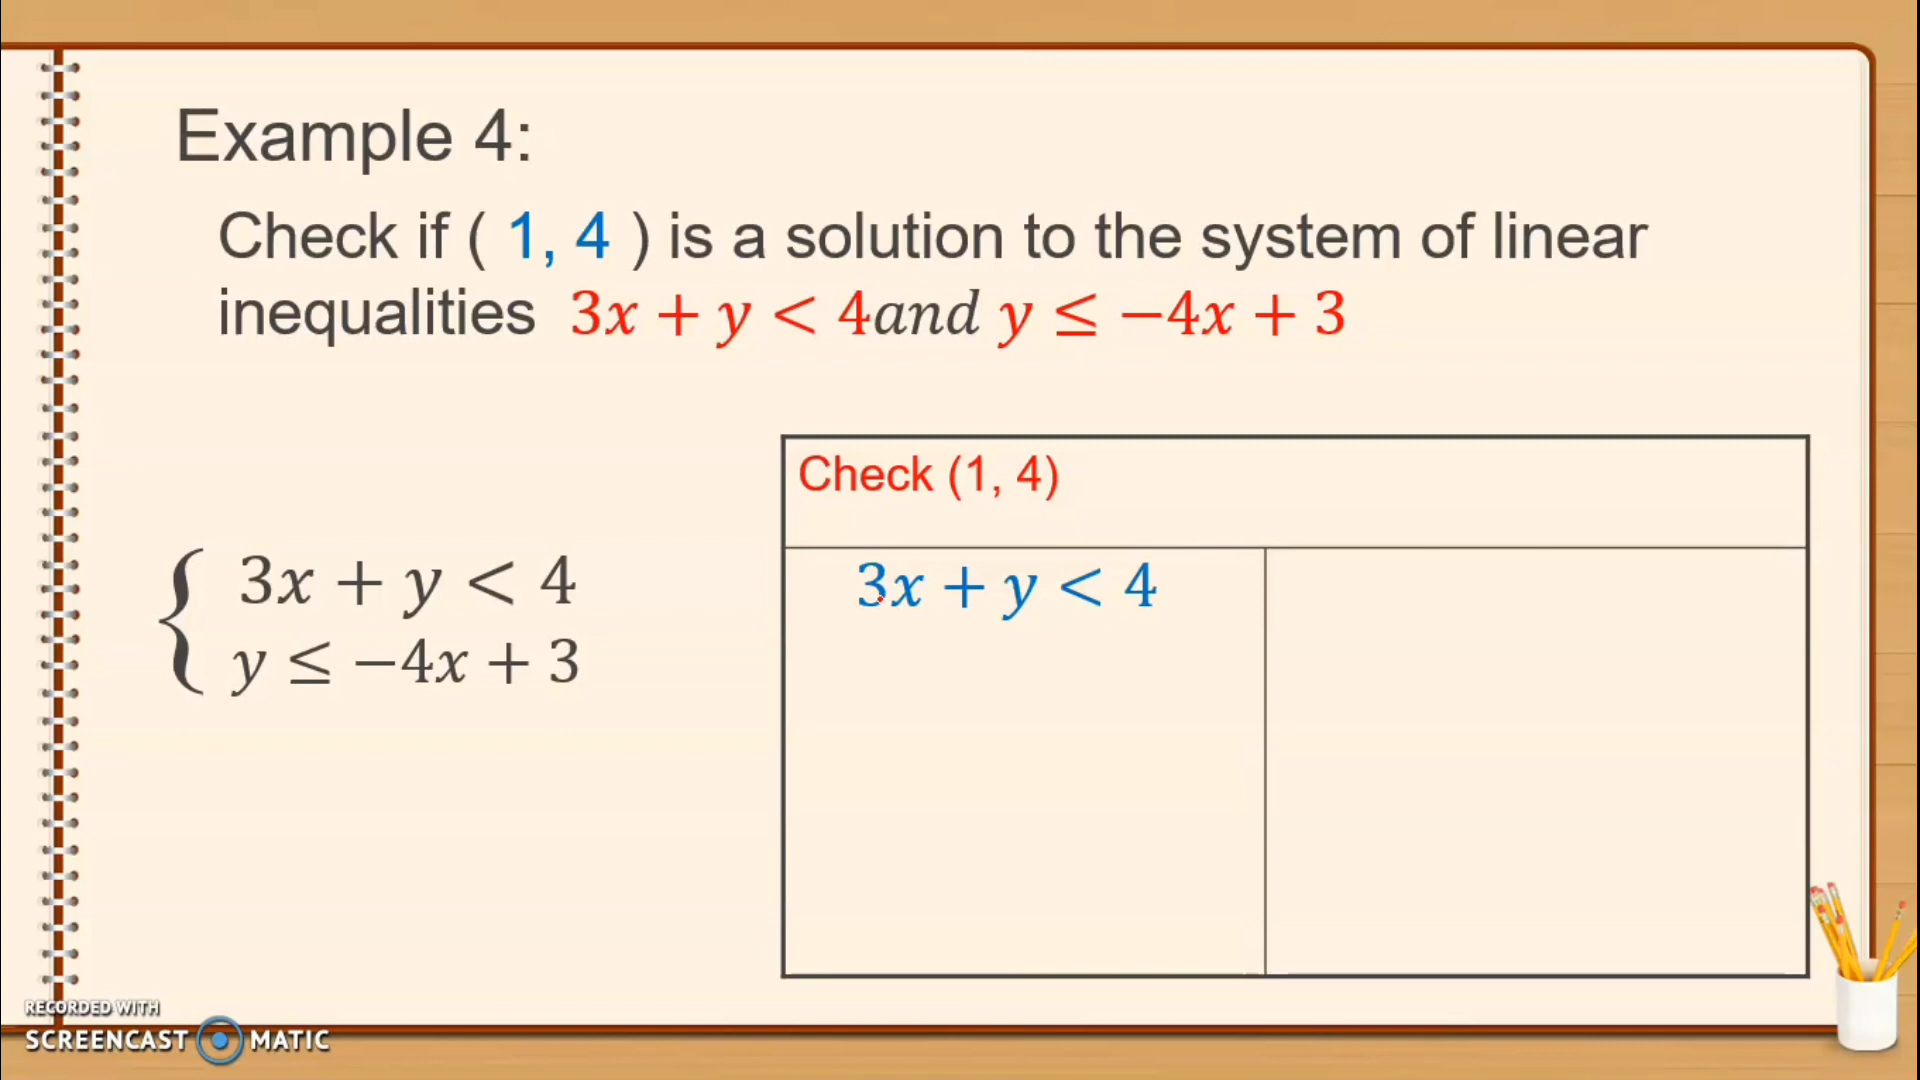 Example 4:
Check if ( 1, 4 ) is a solution to the system of linear
inequalities 3x + y < 4and y ≤ −4x + 3
Check (1, 4)
3x + y < 4
y ≤ −4x + 3
3x + y < 4
RECORDED WITH
SCREENCAST MATIC